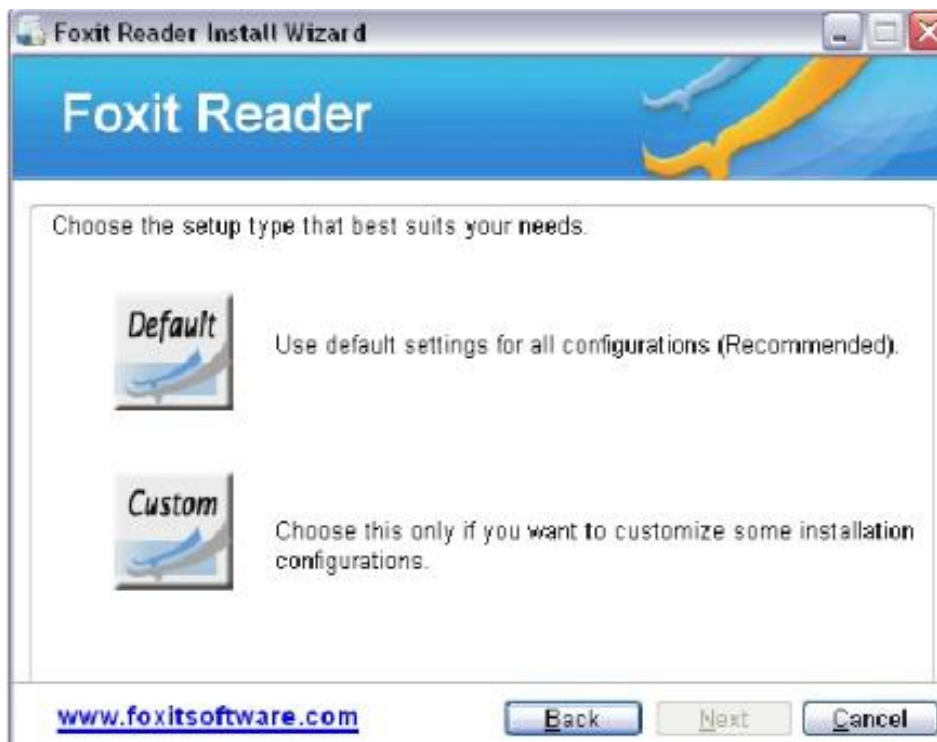 Foxit Reader Install Wizard
Foxit Reader
Choose the setup type that best suits your needs.
Default
Use default settings for all configurations (Recommended).
Custom
Choose this only if you want to customize some installation
configurations.
www.foxitsoftware.com
Back
Next
Cancel